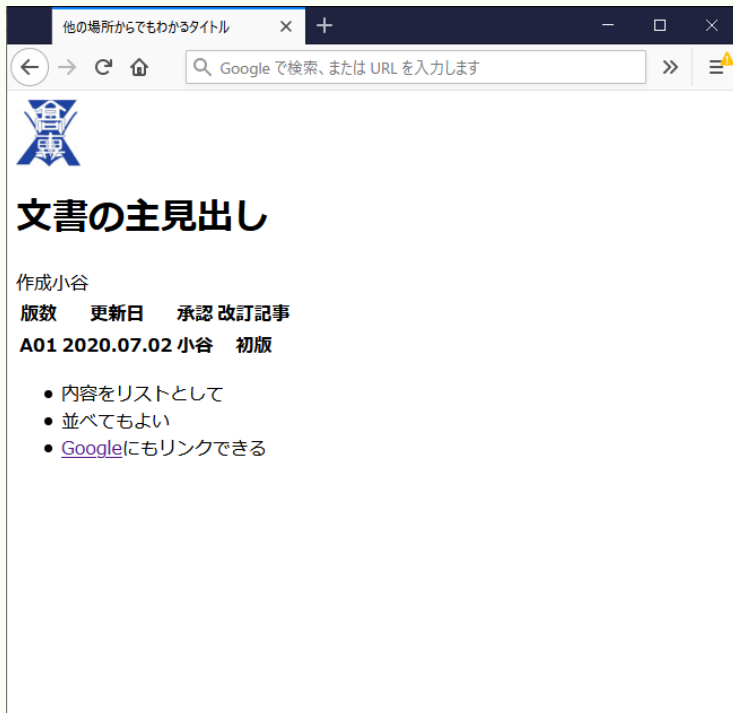 他の場所からでもわかるタイトル
Google で検索、または URL を入力します
高専
文書の主見出し
作成小谷
版数 更新日 承認 改訂記事
A01 2020.07.02 小谷 初版
内容をリストとして
並べてもよい
Googleにもリンクできる